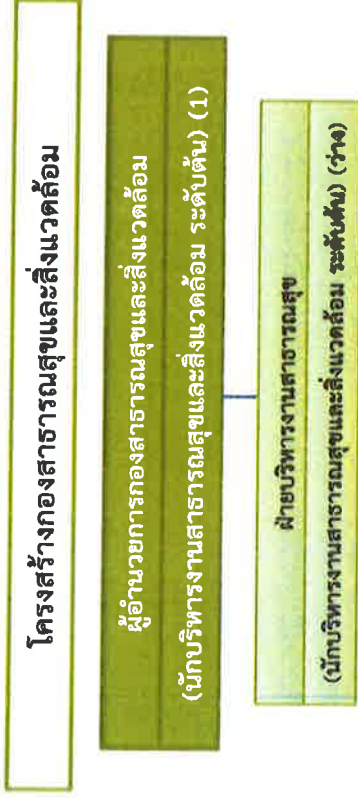 โครงสร้างกองสาธารณสุขและสิ่งแวดล้อม
ผู้อำนวยการกองสาธารณสุขและสิ่งแวดล้อม
(นักบริหารงานสาธารณสุขและสิ่งแวดล้อม ระดับต้น) (1)
ฝ่ายบริหารงานสาธารณสุข
(นักบริหารงานสาธารณสุขและสิ่งแวดล้อม ระดับต้น) (ว่าง)